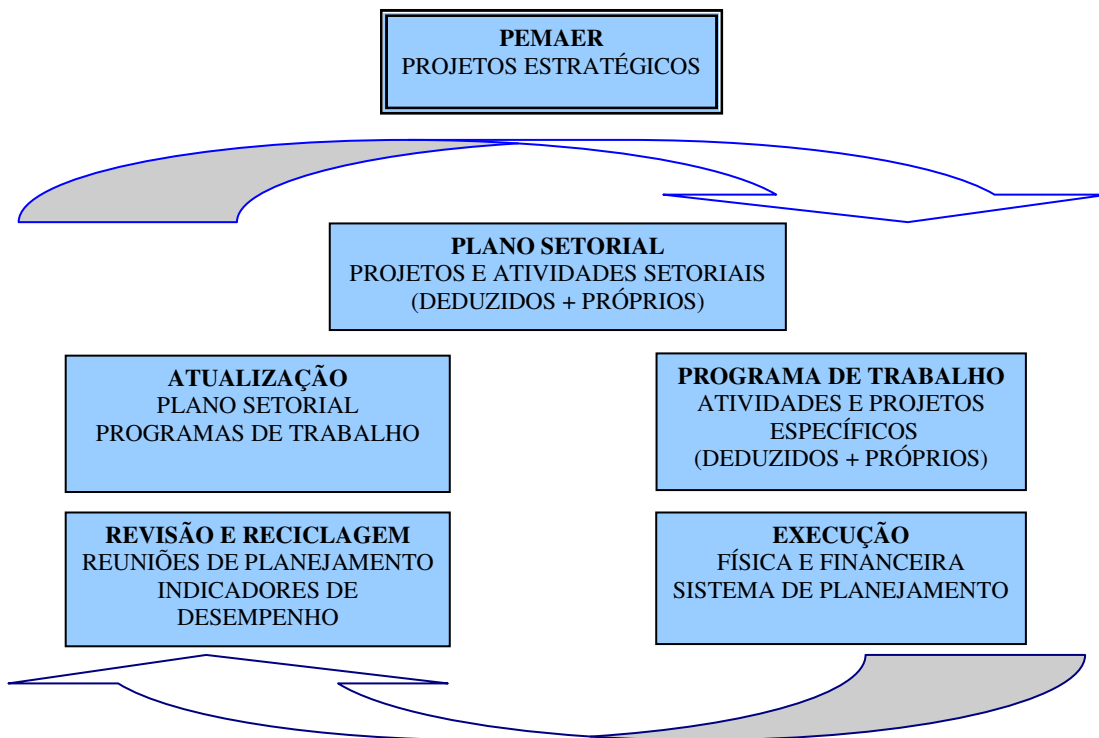 PEMAER
PROJETOS ESTRATÉGICOS
PLANO SETORIAL
PROJETOS E ATIVIDADES SETORIAIS
(DEDUZIDOS + PRÓPRIOS)
ATUALIZAÇÃO
PLANO SETORIAL
PROGRAMAS DE TRABALHO
PROGRAMA DE TRABALHO
ATIVIDADES E PROJETOS
ESPECÍFICOS
(DEDUZIDOS + PRÓPRIOS)
REVISÃO E RECICLAGEM
REUNIÕES DE PLANEJAMENTO
INDICADORES DE
DESEMPENHO
EXECUÇÃO
FÍSICA E FINANCEIRA
SISTEMA DE PLANEJAMENTO